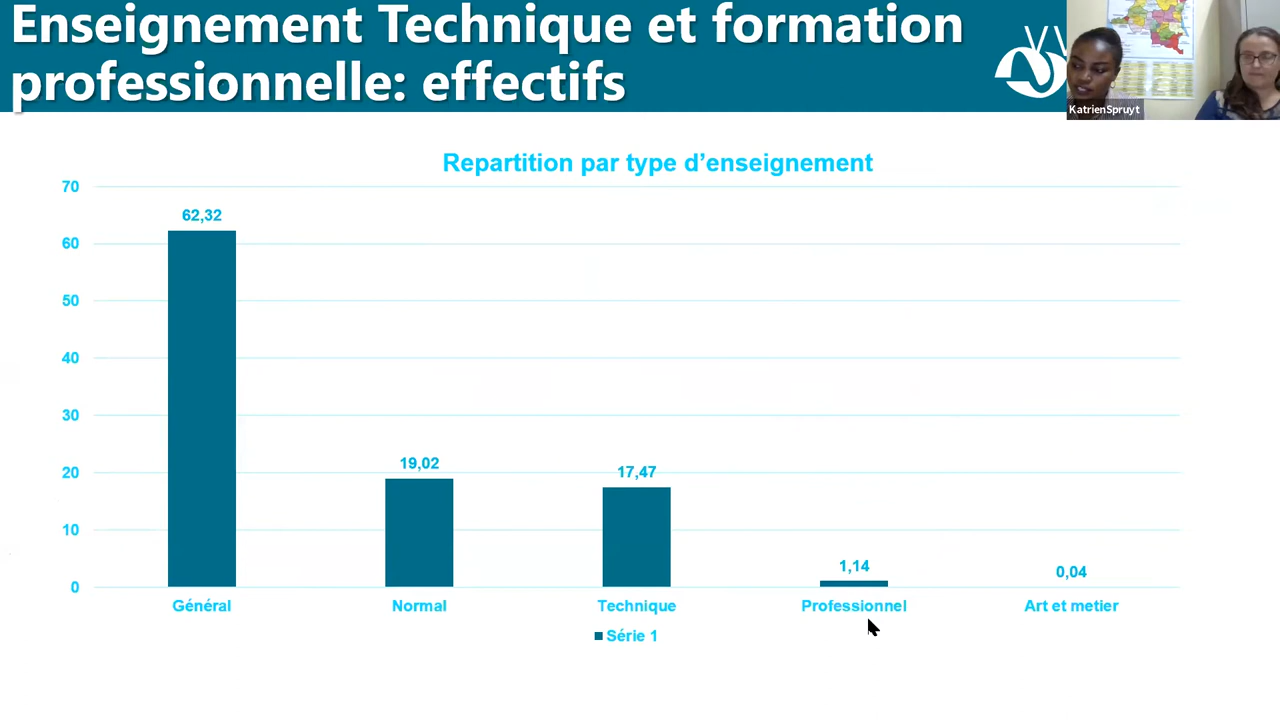 Enseignement Technique et formation
professionnelle: effectifs
KatrienSpruyt
Repartition par type d’enseignement
70
60
50
40
30
20
10
0
62,32
19,02
17,47
1,14
0,04
Général
Normal
Technique
Professionnel
Art et metier
Série 1